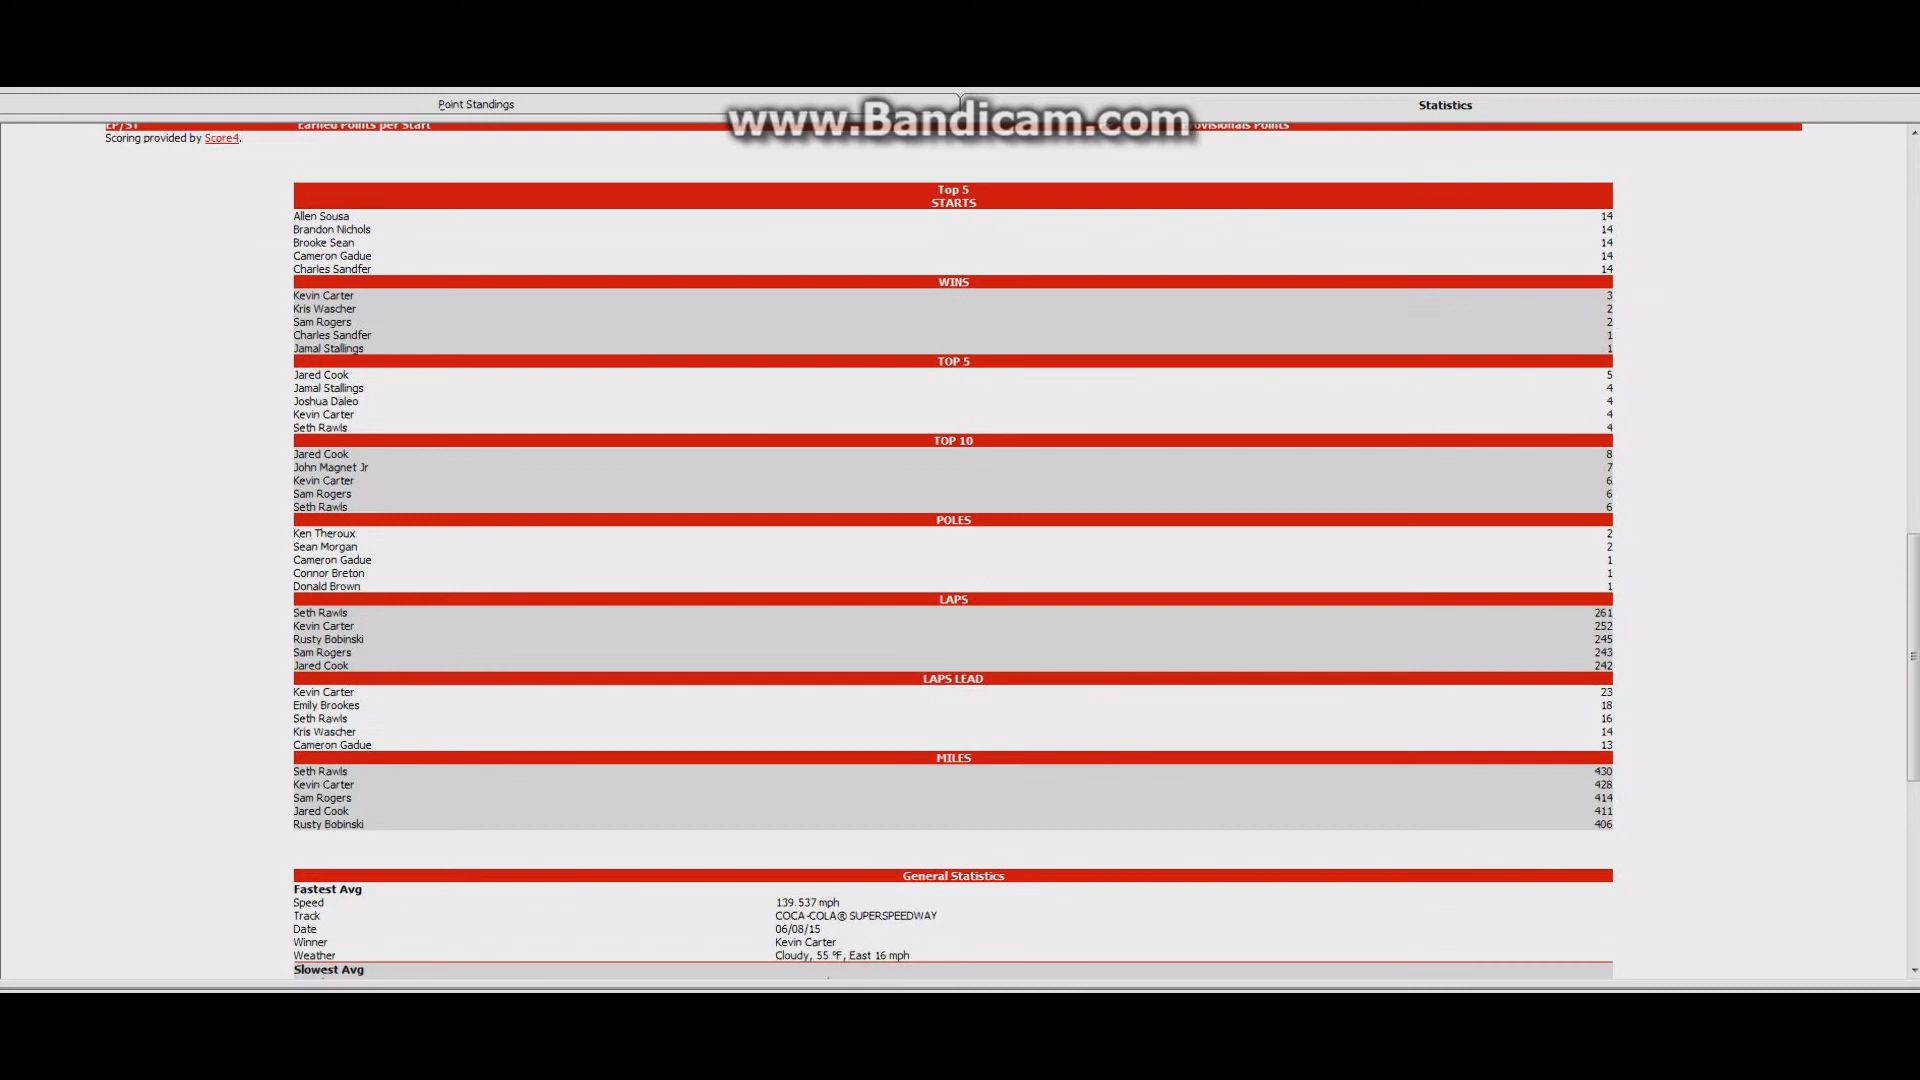 Point Standings
www.Bandicam.com
Statistics
EP/ST Earned Points per Start Provisionals Points
Scoring provided by Score4.
Top 5
STARTS
Allen Sousa 14
Brandon Nichols 14
Brooke Sean 14
Cameron Gadue 14
Charles Sandfer 14
WINS
Kevin Carter 3
Kris Wascher 2
Sam Rogers 2
Charles Sandfer 1
Jamal Stallings 1
TOP 5
Jared Cook 5
Jamal Stallings 4
Joshua Daleo 4
Kevin Carter 4
Seth Rawls 4
TOP 10
Jared Cook 8
John Magnet Jr 7
Kevin Carter 6
Sam Rogers 6
Seth Rawls 6
POLES
Ken Theroux 2
Sean Morgan 2
Cameron Gadue 1
Connor Breton 1
Donald Brown 1
LAPS
Seth Rawls 261
Kevin Carter 252
Rusty Bobinski 245
Sam Rogers 243
Jared Cook 242
LAPS LEAD
Kevin Carter 23
Emily Brookes 18
Seth Rawls 16
Kris Wascher 14
Cameron Gadue 13
MILES
Seth Rawls 430
Kevin Carter 428
Sam Rogers 414
Jared Cook 411
Rusty Bobinski 406
General Statistics
Fastest Avg
Speed 139.537 mph
Track COCA-COLA® SUPERSPEEDWAY
Date 06/08/15
Winner Kevin Carter
Weather Cloudy, 55 °F, East 16 mph
Slowest Avg